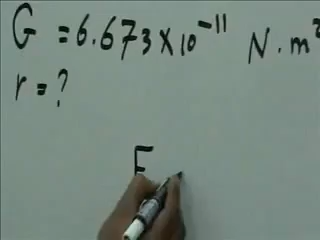 G = 6.673 × 10⁻¹¹ N.m²
r = ?
F